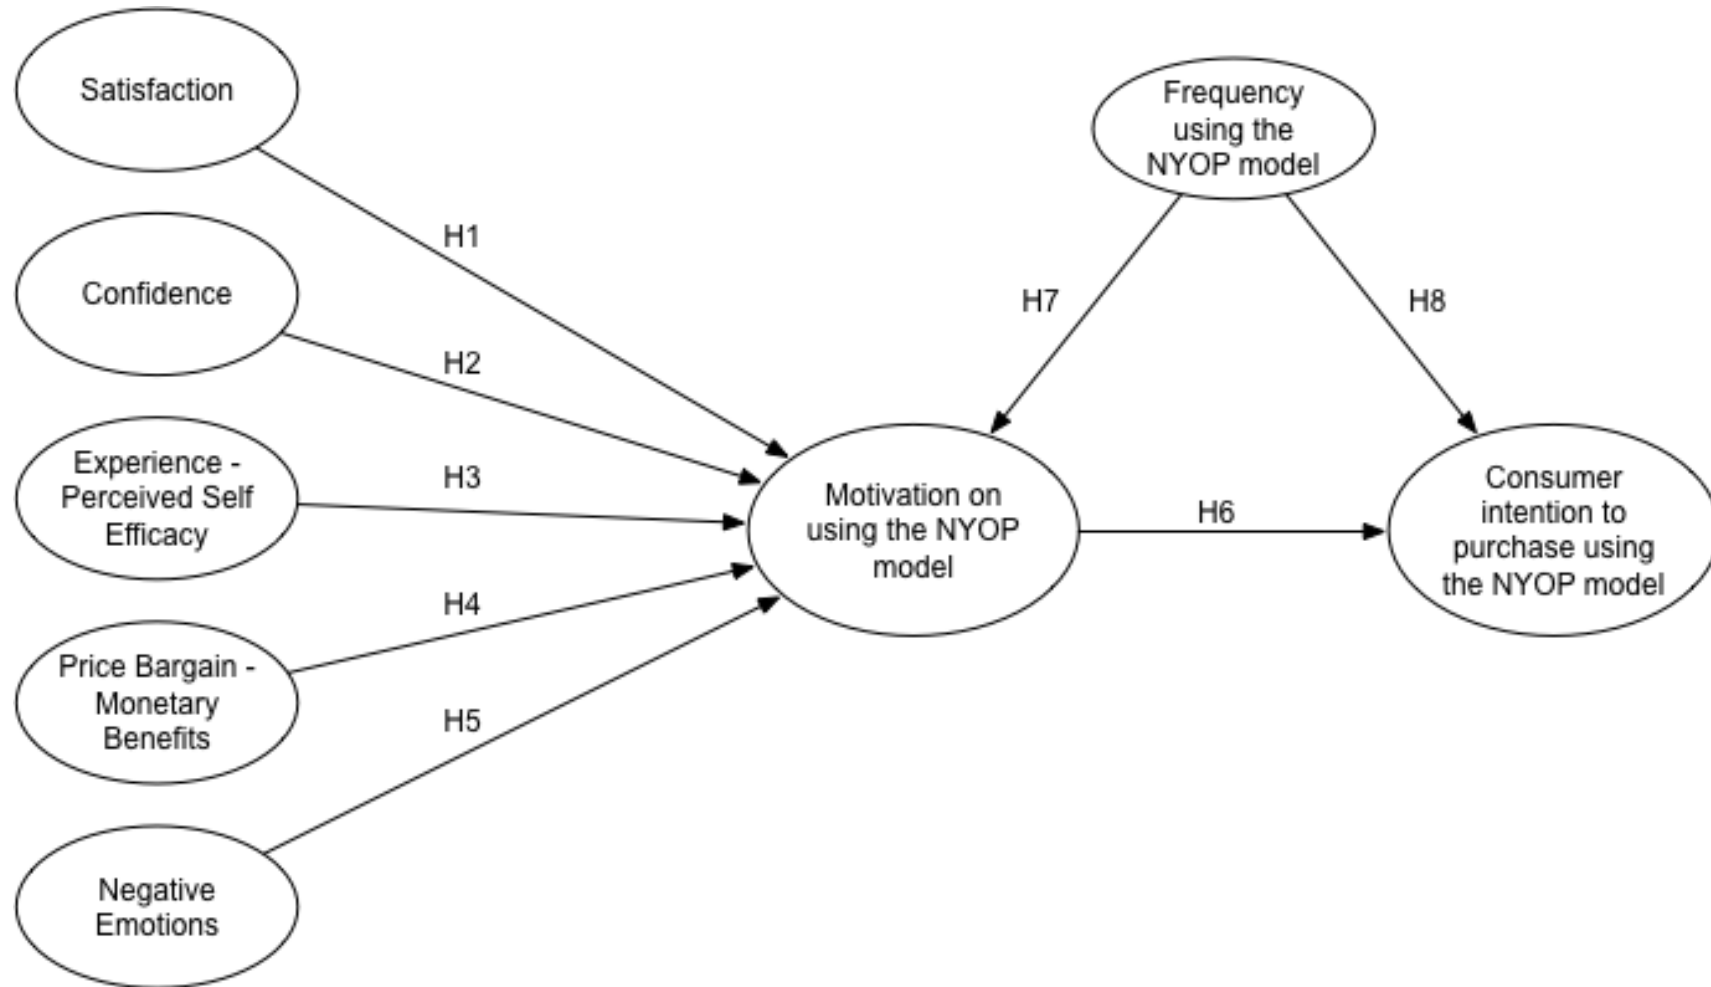 Satisfaction
Confidence
Experience -
Perceived Self
Efficacy
Price Bargain -
Monetary
Benefits
Negative
Emotions
H1
H2
H3
H4
H5
Motivation on
using the NYOP
model
Frequency
using the
NYOP model
H7
H8
H6
Consumer
intention to
purchase using
the NYOP model